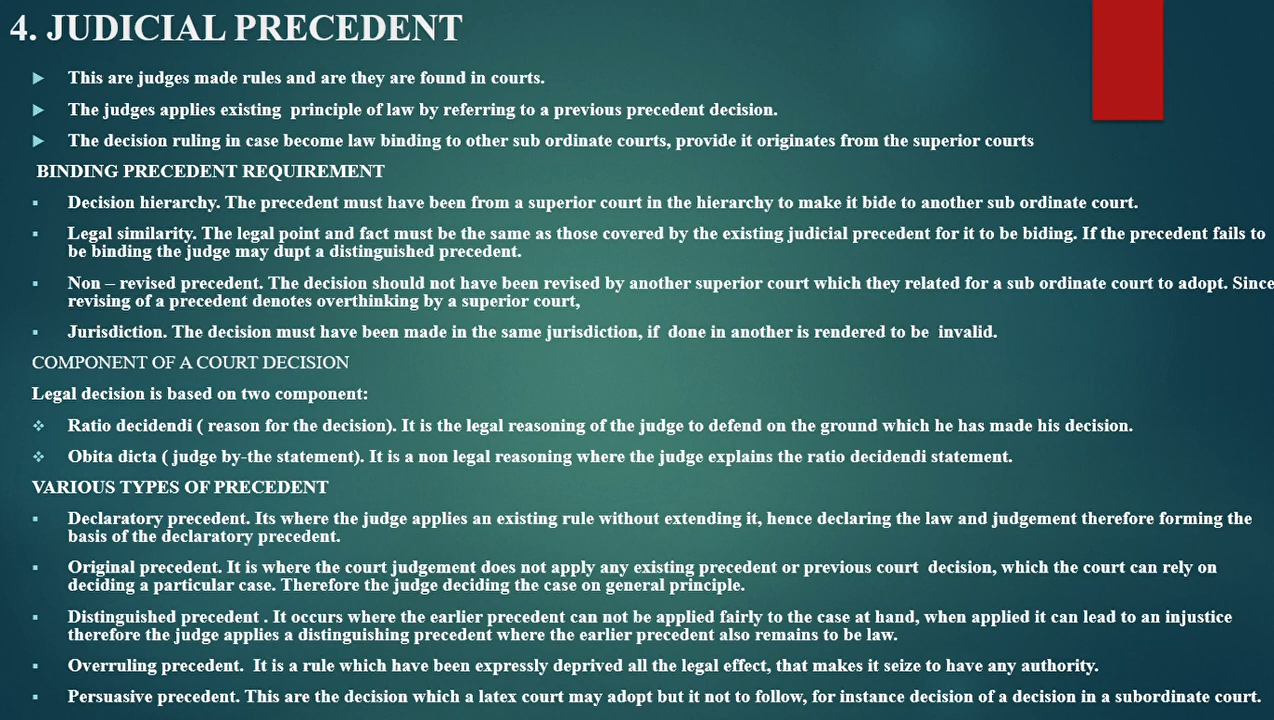 4. JUDICIAL PRECEDENT
This are judges made rules and are they are found in courts.
The judges applies existing principle of law by referring to a previous precedent decision.
The decision ruling in case become law binding to other sub ordinate courts, provide it originates from the superior courts
BINDING PRECEDENT REQUIREMENT
Decision hierarchy. The precedent must have been from a superior court in the hierarchy to make it bide to another sub ordinate court.
Legal similarity. The legal point and fact must be the same as those covered by the existing judicial precedent for it to be biding. If the precedent fails to
be binding the judge may dupt a distinguished precedent.
Non – revised precedent. The decision should not have been revised by another superior court which they related for a sub ordinate court to adopt. Since
revising of a precedent denotes overthinking by a superior court,
Jurisdiction. The decision must have been made in the same jurisdiction, if done in another is rendered to be invalid.
COMPONENT OF A COURT DECISION
Legal decision is based on two component:
Ratio decidendi ( reason for the decision). It is the legal reasoning of the judge to defend on the ground which he has made his decision.
Obita dicta ( judge by-the statement). It is a non legal reasoning where the judge explains the ratio decidendi statement.
VARIOUS TYPES OF PRECEDENT
Declaratory precedent. Its where the judge applies an existing rule without extending it, hence declaring the law and judgement therefore forming the
basis of the declaratory precedent.
Original precedent. It is where the court judgement does not apply any existing precedent or previous court decision, which the court can rely on
deciding a particular case. Therefore the judge deciding the case on general principle.
Distinguished precedent . It occurs where the earlier precedent can not be applied fairly to the case at hand, when applied it can lead to an injustice
therefore the judge applies a distinguishing precedent where the earlier precedent also remains to be law.
Overruling precedent. It is a rule which have been expressly deprived all the legal effect, that makes it seize to have any authority.
Persuasive precedent. This are the decision which a latex court may adopt but it not to follow, for instance decision of a decision in a subordinate court.